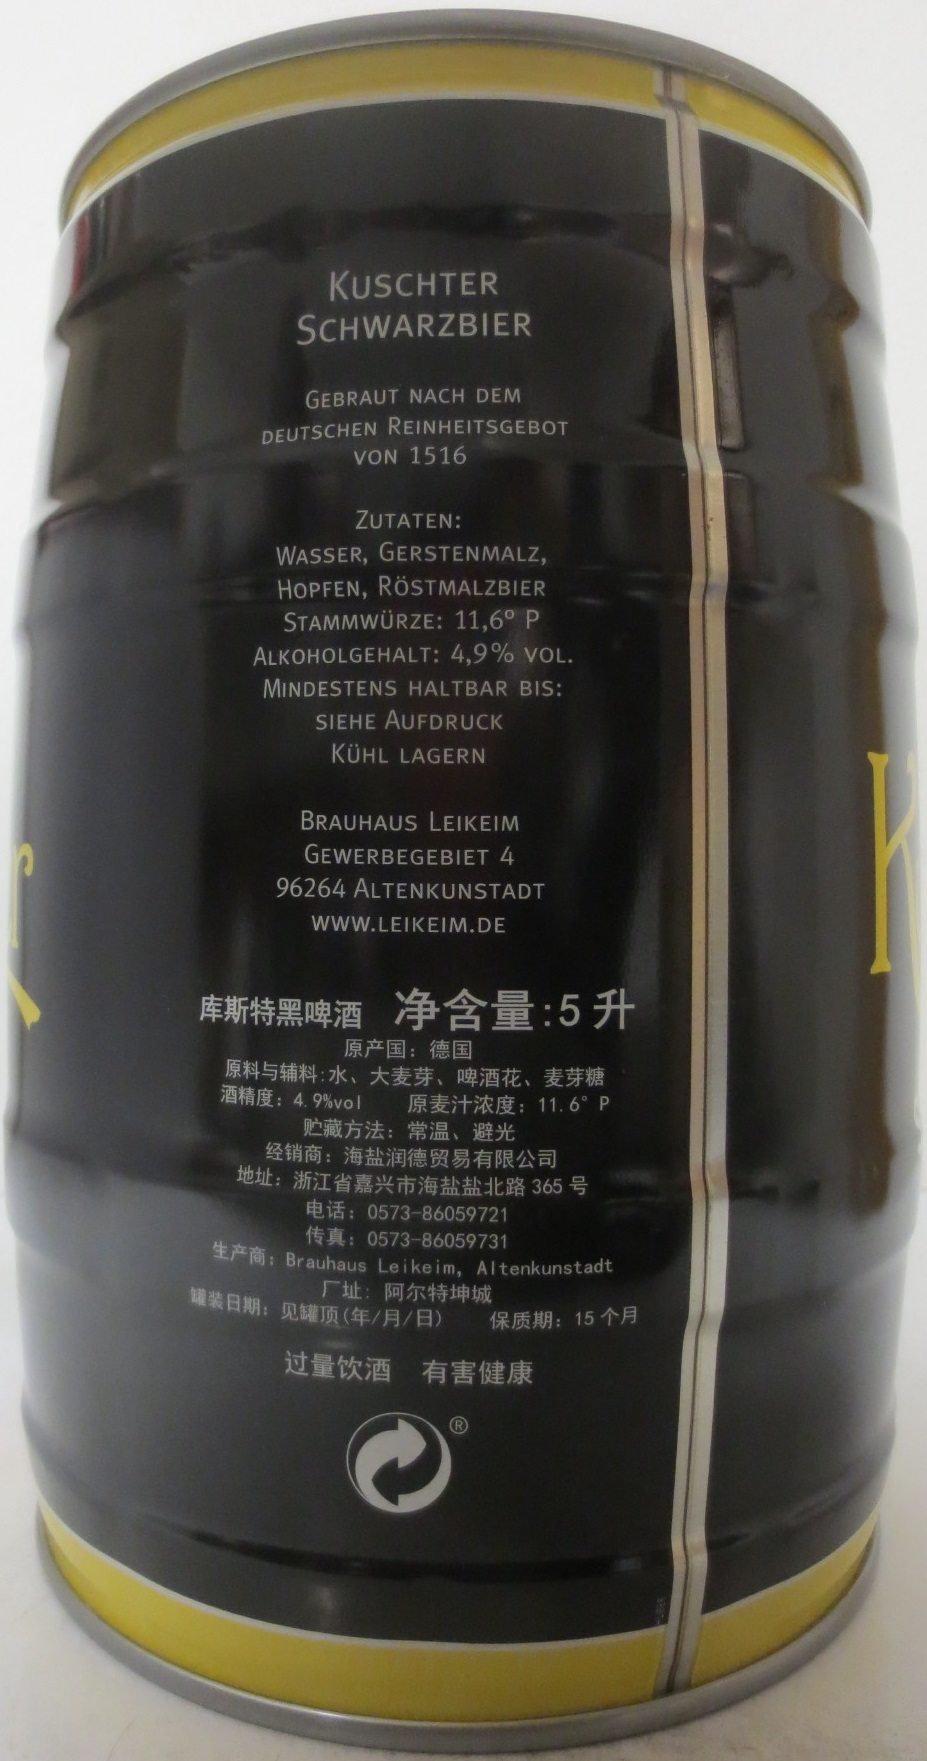 KUSCHTER
SCHWARZBIER
GEBRAUT NACH DEM
DEUTSCHEN REINHEITSGEBOT
VON 1516
ZUTATEN:
WASSER, GERSTENMALZ,
HOPFEN, RÖSTMALZBIER
STAMMWÜRZE: 11,6° P
ALKOHOLGEHALT: 4,9% VOL.
MINDESTENS HALTBAR BIS:
SIEHE AUFDRUCK
KÜHL LAGERN
BRAUHAUS LEIKEIM
GEWERBEGEBIET 4
96264 ALTENKUNSTADT
WWW.LEIKEIM.DE
库斯特黑啤酒 净含量:5 升
原产国：德国
原料与辅料:水、大麦芽、啤酒花、麦芽糖
酒精度：4.9%vol 原麦汁浓度：11.6° P
贮藏方法：常温、避光
经销商：海盐润德贸易有限公司
地址：浙江省嘉兴市海盐盐北路 365 号
电话：0573-86059721
传真：0573-86059731
生产商：Brauhaus Leikeim, Altenkunstadt
厂址：阿尔特坤城
罐装日期：见罐顶(年/月/日) 保质期：15 个月
过量饮酒 有害健康
®